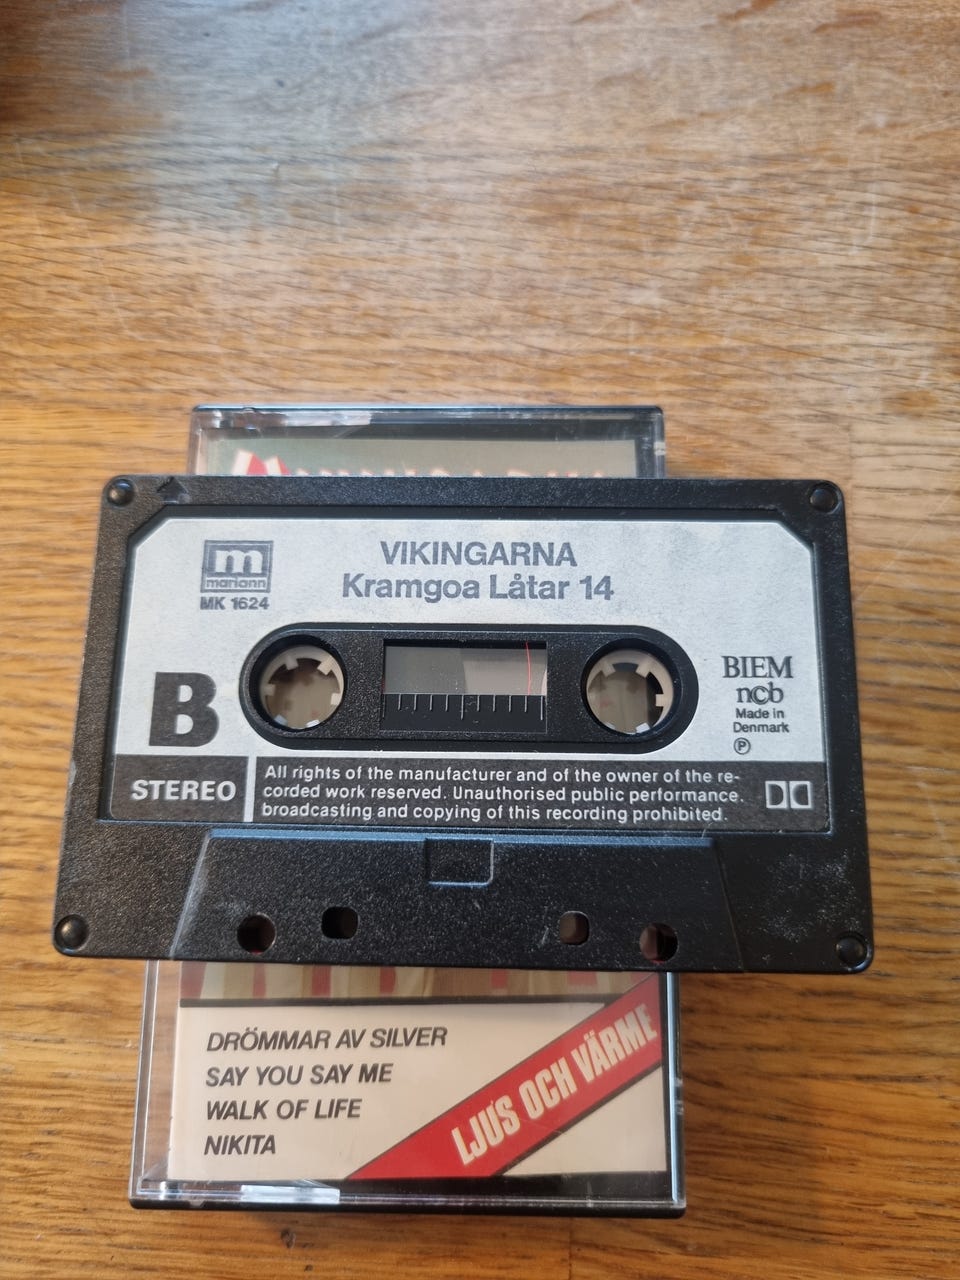 m
mariann
MK 1624
VIKINGARNA
Kramgoa Låtar 14
B
STEREO
BIEM
ncb
Made in
Denmark
Ⓟ
All rights of the manufacturer and of the owner of the re-
corded work reserved. Unauthorised public performance.
broadcasting and copying of this recording prohibited.
DRÖMMAR AV SILVER
SAY YOU SAY ME
WALK OF LIFE
NIKITA
LJUS OCH VÄRME